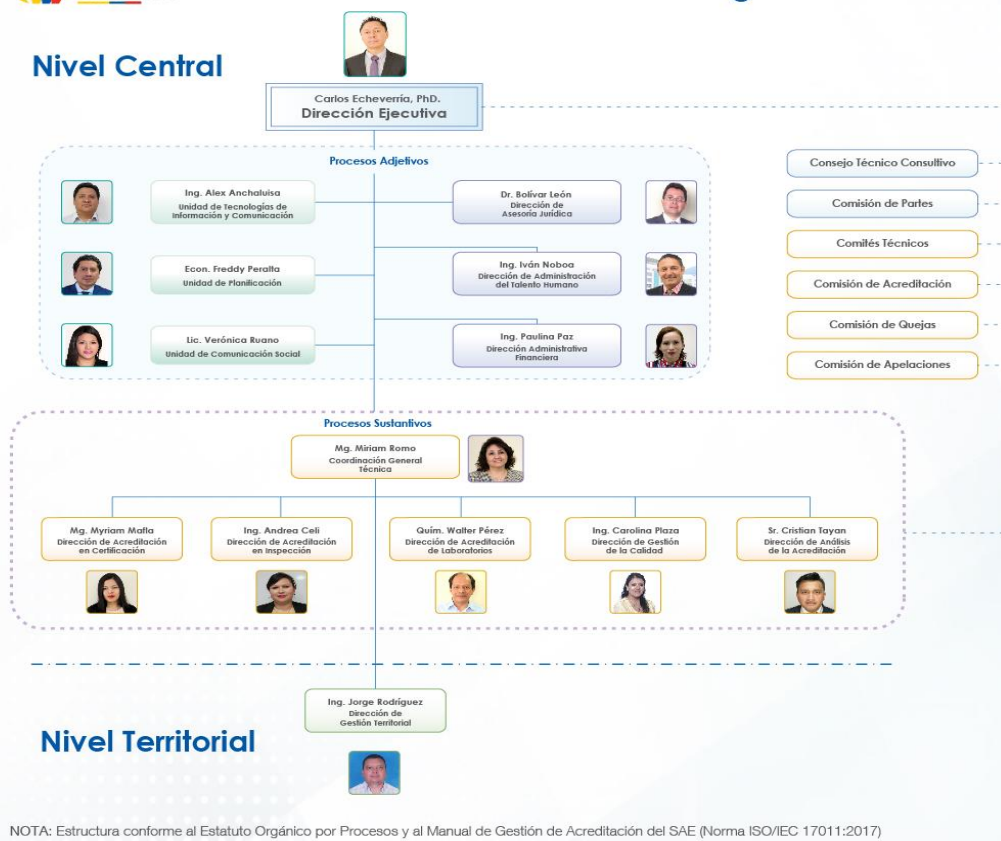 Nivel Central
Carlos Echeverría, PhD.
Dirección Ejecutiva
Procesos Adjetivos
Ing. Alex Anchaluisa
Unidad de Tecnologías de
Información y Comunicación
Dr. Bolívar León
Dirección de
Asesoría Jurídica
Econ. Freddy Peralta
Unidad de Planificación
Ing. Iván Noboa
Dirección de Administración
del Talento Humano
Lic. Verónica Ruano
Unidad de Comunicación Social
Ing. Paulina Paz
Dirección Administrativa
Financiera
Consejo Técnico Consultivo
Comisión de Partes
Comités Técnicos
Comisión de Acreditación
Comisión de Quejas
Comisión de Apelaciones
Procesos Sustantivos
Mg. Miriam Romo
Coordinación General
Técnica
Mg. Myriam Mafla
Dirección de Acreditación
en Certificación
Ing. Andrea Celi
Dirección de Acreditación
en Inspección
Quím. Walter Pérez
Dirección de Acreditación
de Laboratorios
Ing. Carolina Plaza
Dirección de Gestión
de la Calidad
Sr. Cristian Tayan
Dirección de Análisis
de la Acreditación
Ing. Jorge Rodríguez
Dirección de
Gestión Territorial
Nivel Territorial
NOTA: Estructura conforme al Estatuto Orgánico por Procesos y al Manual de Gestión de Acreditación del SAE (Norma ISO/IEC 17011:2017)